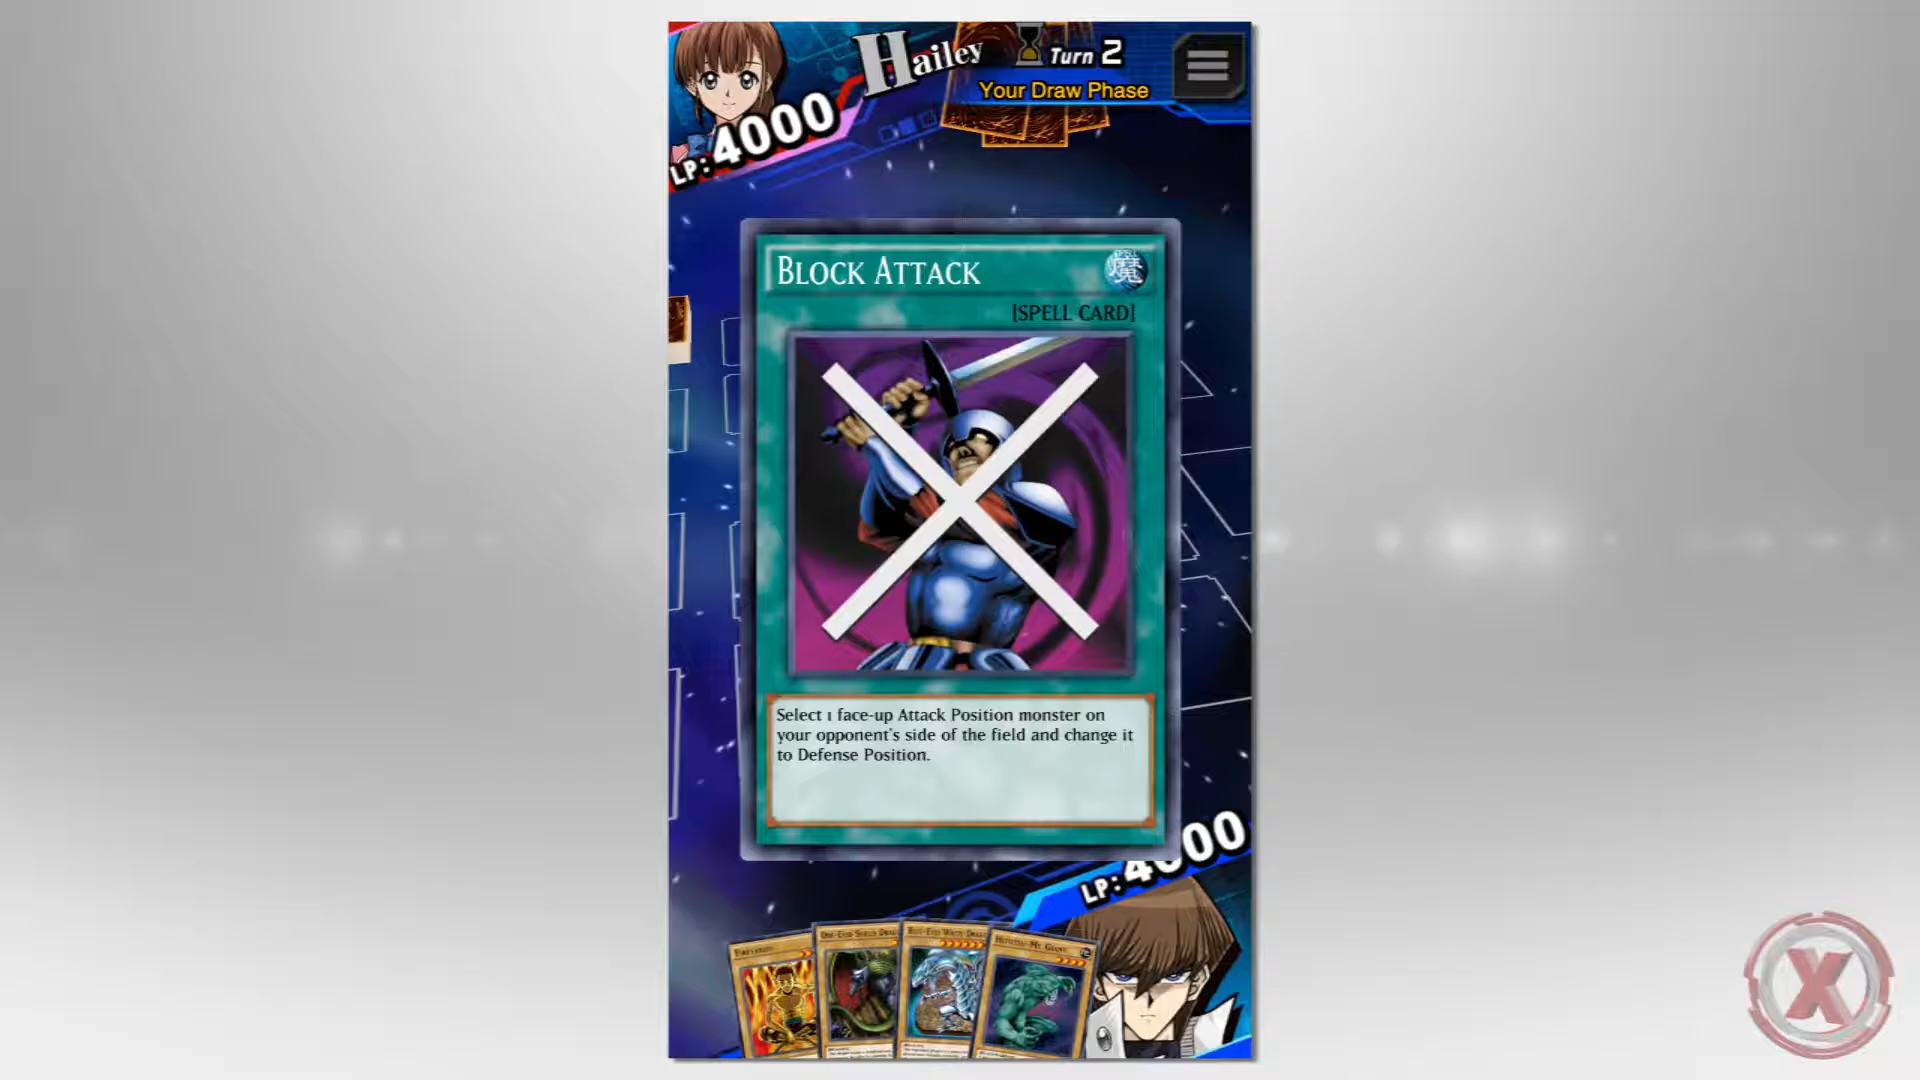 Hailey
Turn 2
Your Draw Phase
LP: 4000
BLOCK ATTACK
魔
[SPELL CARD]
Select 1 face-up Attack Position monster on
your opponent's side of the field and change it
to Defense Position.
LP: 4000
X